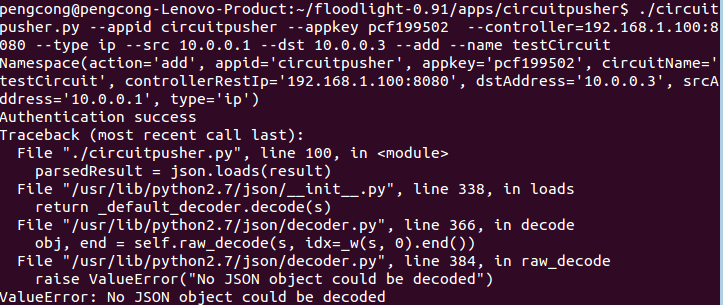 pengcong@pengcong-Lenovo-Product:~/floodlight-0.91/apps/circuitpusher$ ./circuit
pusher.py --appid circuitpusher --appkey pcf199502  --controller=192.168.1.100:8
080 --type ip --src 10.0.0.1 --dst 10.0.0.3 --add --name testCircuit
Namespace(action='add', appid='circuitpusher', appkey='pcf199502', circuitName='
testCircuit', controllerRestIp='192.168.1.100:8080', dstAddress='10.0.0.3', srcA
ddress='10.0.0.1', type='ip')
Authentication success
Traceback (most recent call last):
  File "./circuitpusher.py", line 100, in <module>
    parsedResult = json.loads(result)
  File "/usr/lib/python2.7/json/__init__.py", line 338, in loads
    return _default_decoder.decode(s)
  File "/usr/lib/python2.7/json/decoder.py", line 366, in decode
    obj, end = self.raw_decode(s, idx=_w(s, 0).end())
  File "/usr/lib/python2.7/json/decoder.py", line 384, in raw_decode
    raise ValueError("No JSON object could be decoded")
ValueError: No JSON object could be decoded